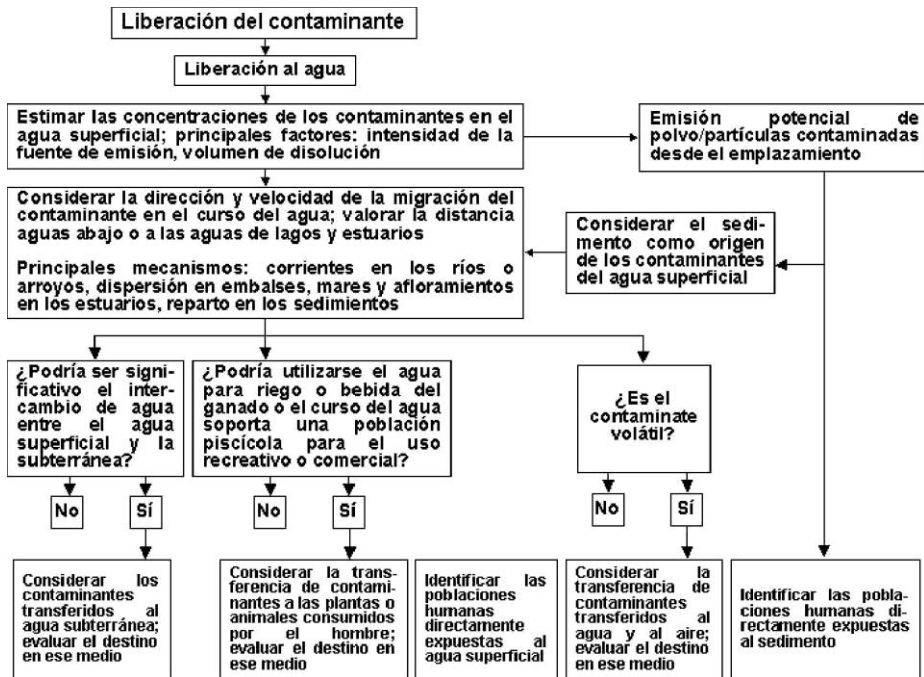 Liberación del contaminante
Liberación al agua
Estimar las concentraciones de los contaminantes en el
agua superficial; principales factores: intensidad de la
fuente de emisión, volumen de disolución
Emisión potencial de
polvo/partículas contaminadas
desde el emplazamiento
Considerar la dirección y velocidad de la migración del
contaminante en el curso del agua; valorar la distancia
aguas abajo o a las aguas de lagos y estuarios
Principales mecanismos: corrientes en los ríos o
arroyos, dispersión en embalses, mares y afloramientos
en los estuarios, reparto en los sedimentos
Considerar el sedi-
mento como origen
de los contaminantes
del agua superficial
¿Podría ser signi-
ficativo el inter-
cambio de agua
entre el agua
superficial y la
subterránea?
¿Podría utilizarse el agua
para riego o bebida del
ganado o el curso del agua
soporta una población
piscícola para el uso
recreativo o comercial?
¿Es el
contaminate
volátil?
No
Sí
No
Sí
No
Sí
Considerar los
contaminantes
transferidos al
agua subterránea;
evaluar el destino
en ese medio
Considerar la trans-
ferencia de contami-
nantes a las plantas o
animales consumidos
por el hombre;
evaluar el destino en
ese medio
Identificar las
poblaciones
humanas
directamente
expuestas al
agua superficial
Considerar la
transferencia de
contaminantes
transferidos al
agua y al aire;
evaluar el destino
en ese medio
Identificar las pobla-
ciones humanas di-
rectamente expuestas
al sedimento